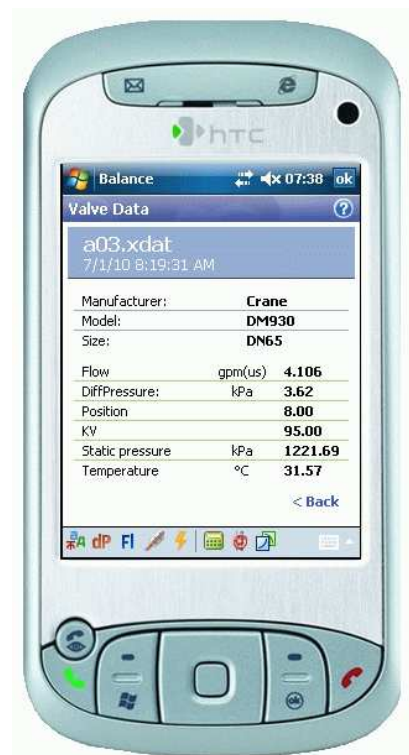 hTC
Balance 07:38 ok
Valve Data ?
a03.xdat
7/1/10 8:19:31 AM
Manufacturer: Crane
Model: DM930
Size: DN65
Flow gpm(us) 4.106
DiffPressure: kPa 3.62
Position 8.00
KV 95.00
Static pressure kPa 1221.69
Temperature °C 31.57
< Back
A dP Fl
ok